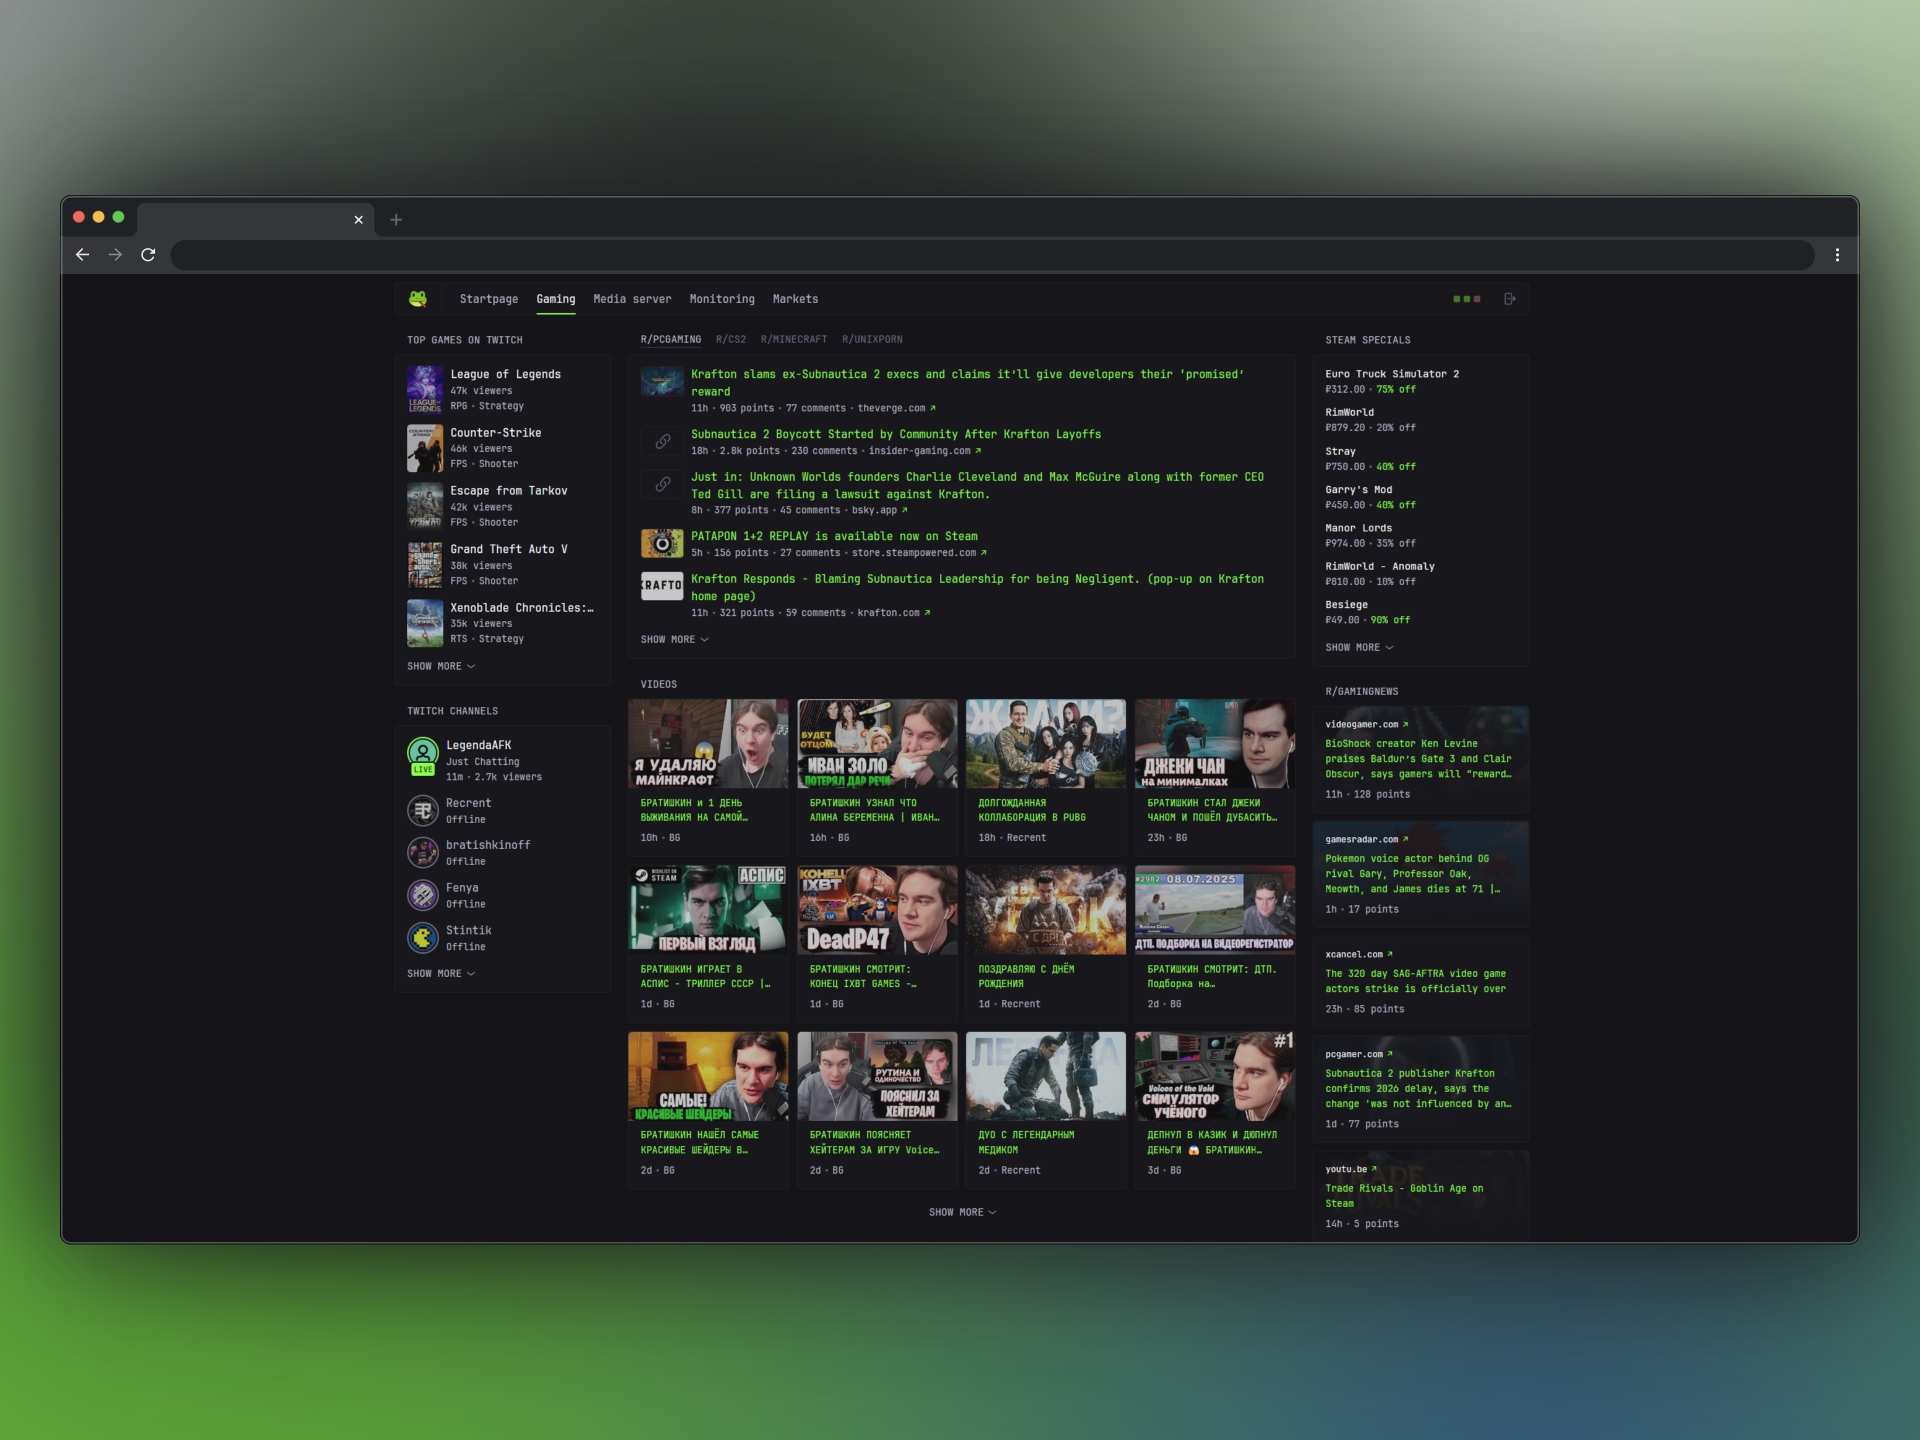 Startpage
Gaming
Media server
Monitoring
Markets
TOP GAMES ON TWITCH
League of Legends
47k viewers
RPG · Strategy
Counter-Strike
46k viewers
FPS · Shooter
Escape from Tarkov
42k viewers
FPS · Shooter
Grand Theft Auto V
38k viewers
FPS · Shooter
Xenoblade Chronicles:…
35k viewers
RTS · Strategy
SHOW MORE
TWITCH CHANNELS
LIVE
LegendaAFK
Just Chatting
11m · 2.7k viewers
Recrent
Offline
bratishkinoff
Offline
Fenya
Offline
Stintik
Offline
SHOW MORE
R/PCGAMING
R/CS2
R/MINECRAFT
R/UNIXPORN
Krafton slams ex-Subnautica 2 execs and claims it'll give developers their ‘promised’
reward
11h · 903 points · 77 comments · theverge.com ↗
Subnautica 2 Boycott Started by Community After Krafton Layoffs
18h · 2.8k points · 230 comments · insider-gaming.com ↗
Just in: Unknown Worlds founders Charlie Cleveland and Max McGuire along with former CEO
Ted Gill are filing a lawsuit against Krafton.
8h · 377 points · 45 comments · bsky.app ↗
PATAPON 1+2 REPLAY is available now on Steam
5h · 156 points · 27 comments · store.steampowered.com ↗
KRAFTO
Krafton Responds - Blaming Subnautica Leadership for being Negligent. (pop-up on Krafton
home page)
11h · 321 points · 59 comments · krafton.com ↗
SHOW MORE
VIDEOS
Я УДАЛЯЮ
МАЙНКРАФТ
БРАТИШКИН и 1 ДЕНЬ
ВЫЖИВАНИЯ НА САМОЙ…
10h · BG
БУДЕТ
ОТЦОМ
ИВАН ЗОЛО
ПОТЕРЯЛ ДАР РЕЧИ
БРАТИШКИН УЗНАЛ ЧТО
АЛИНА БЕРЕМЕННА | ИВАН…
16h · BG
ДОЛГОЖДАННАЯ
КОЛЛАБОРАЦИЯ В PUBG
18h · Recrent
ДЖЕКИ ЧАН
НА МИНИМАЛКАХ
БРАТИШКИН СТАЛ ДЖЕКИ
ЧАНОМ И ПОШЁЛ ДУБАСИТЬ…
23h · BG
WISHLIST ON
STEAM
АСПИС
ПЕРВЫЙ ВЗГЛЯД
БРАТИШКИН ИГРАЕТ В
АСПИС - ТРИЛЛЕР СССР |…
1d · BG
КОНЕЦ
IXBT
DeadP47
БРАТИШКИН СМОТРИТ:
КОНЕЦ IXBT GAMES -…
1d · BG
С ДР!
ПОЗДРАВЛЯЮ С ДНЁМ
РОЖДЕНИЯ
1d · Recrent
#2982 08.07.2025
ДТП. ПОДБОРКА НА ВИДЕОРЕГИСТРАТОР
БРАТИШКИН СМОТРИТ: ДТП.
Подборка на…
2d · BG
САМЫЕ!
КРАСИВЫЕ ШЕЙДЕРЫ
БРАТИШКИН НАШЁЛ САМЫЕ
КРАСИВЫЕ ШЕЙДЕРЫ В…
2d · BG
РУТИНА И
ОДИНОЧЕСТВО
ПОЯСНИЛ ЗА
ХЕЙТЕРАМ
БРАТИШКИН ПОЯСНЯЕТ
ХЕЙТЕРАМ ЗА ИГРУ Voice…
2d · BG
ДУО С ЛЕГЕНДАРНЫМ
МЕДИКОМ
2d · Recrent
#1
Voices of the Void
СИМУЛЯТОР
УЧЁНОГО
ДЕПНУЛ В КАЗИК И ДЮПНУЛ
ДЕНЬГИ 😱 БРАТИШКИН…
3d · BG
SHOW MORE
STEAM SPECIALS
Euro Truck Simulator 2
₽312.00 · 75% off
RimWorld
₽879.20 · 20% off
Stray
₽750.00 · 40% off
Garry's Mod
₽450.00 · 40% off
Manor Lords
₽974.00 · 35% off
RimWorld - Anomaly
₽810.00 · 10% off
Besiege
₽49.00 · 90% off
SHOW MORE
R/GAMINGNEWS
videogamer.com ↗
BioShock creator Ken Levine
praises Baldur's Gate 3 and Clair
Obscur, says gamers will “reward…
11h · 128 points
gamesradar.com ↗
Pokemon voice actor behind OG
rival Gary, Professor Oak,
Meowth, and James dies at 71 |…
1h · 17 points
xcancel.com ↗
The 320 day SAG-AFTRA video game
actors strike is officially over
23h · 85 points
pcgamer.com ↗
Subnautica 2 publisher Krafton
confirms 2026 delay, says the
change 'was not influenced by an…
1d · 77 points
youtu.be ↗
Trade Rivals - Goblin Age on
Steam
14h · 5 points